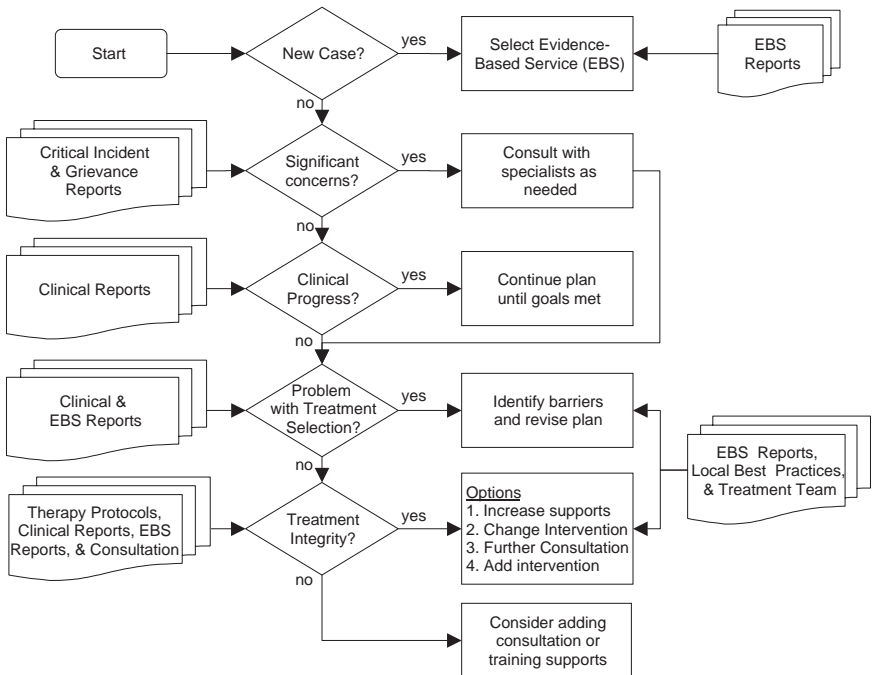 Start
New Case?
yes
Select Evidence-
Based Service (EBS)
EBS
Reports
no
Critical Incident
& Grievance
Reports
Significant
concerns?
yes
Consult with
specialists as
needed
no
Clinical Reports
Clinical
Progress?
yes
Continue plan
until goals met
no
Clinical &
EBS Reports
Problem
with Treatment
Selection?
yes
Identify barriers
and revise plan
EBS Reports,
Local Best Practices,
& Treatment Team
no
Therapy Protocols,
Clinical Reports, EBS
Reports, & Consultation
Treatment
Integrity?
yes
Options
1. Increase supports
2. Change Intervention
3. Further Consultation
4. Add intervention
no
Consider adding
consultation or
training supports